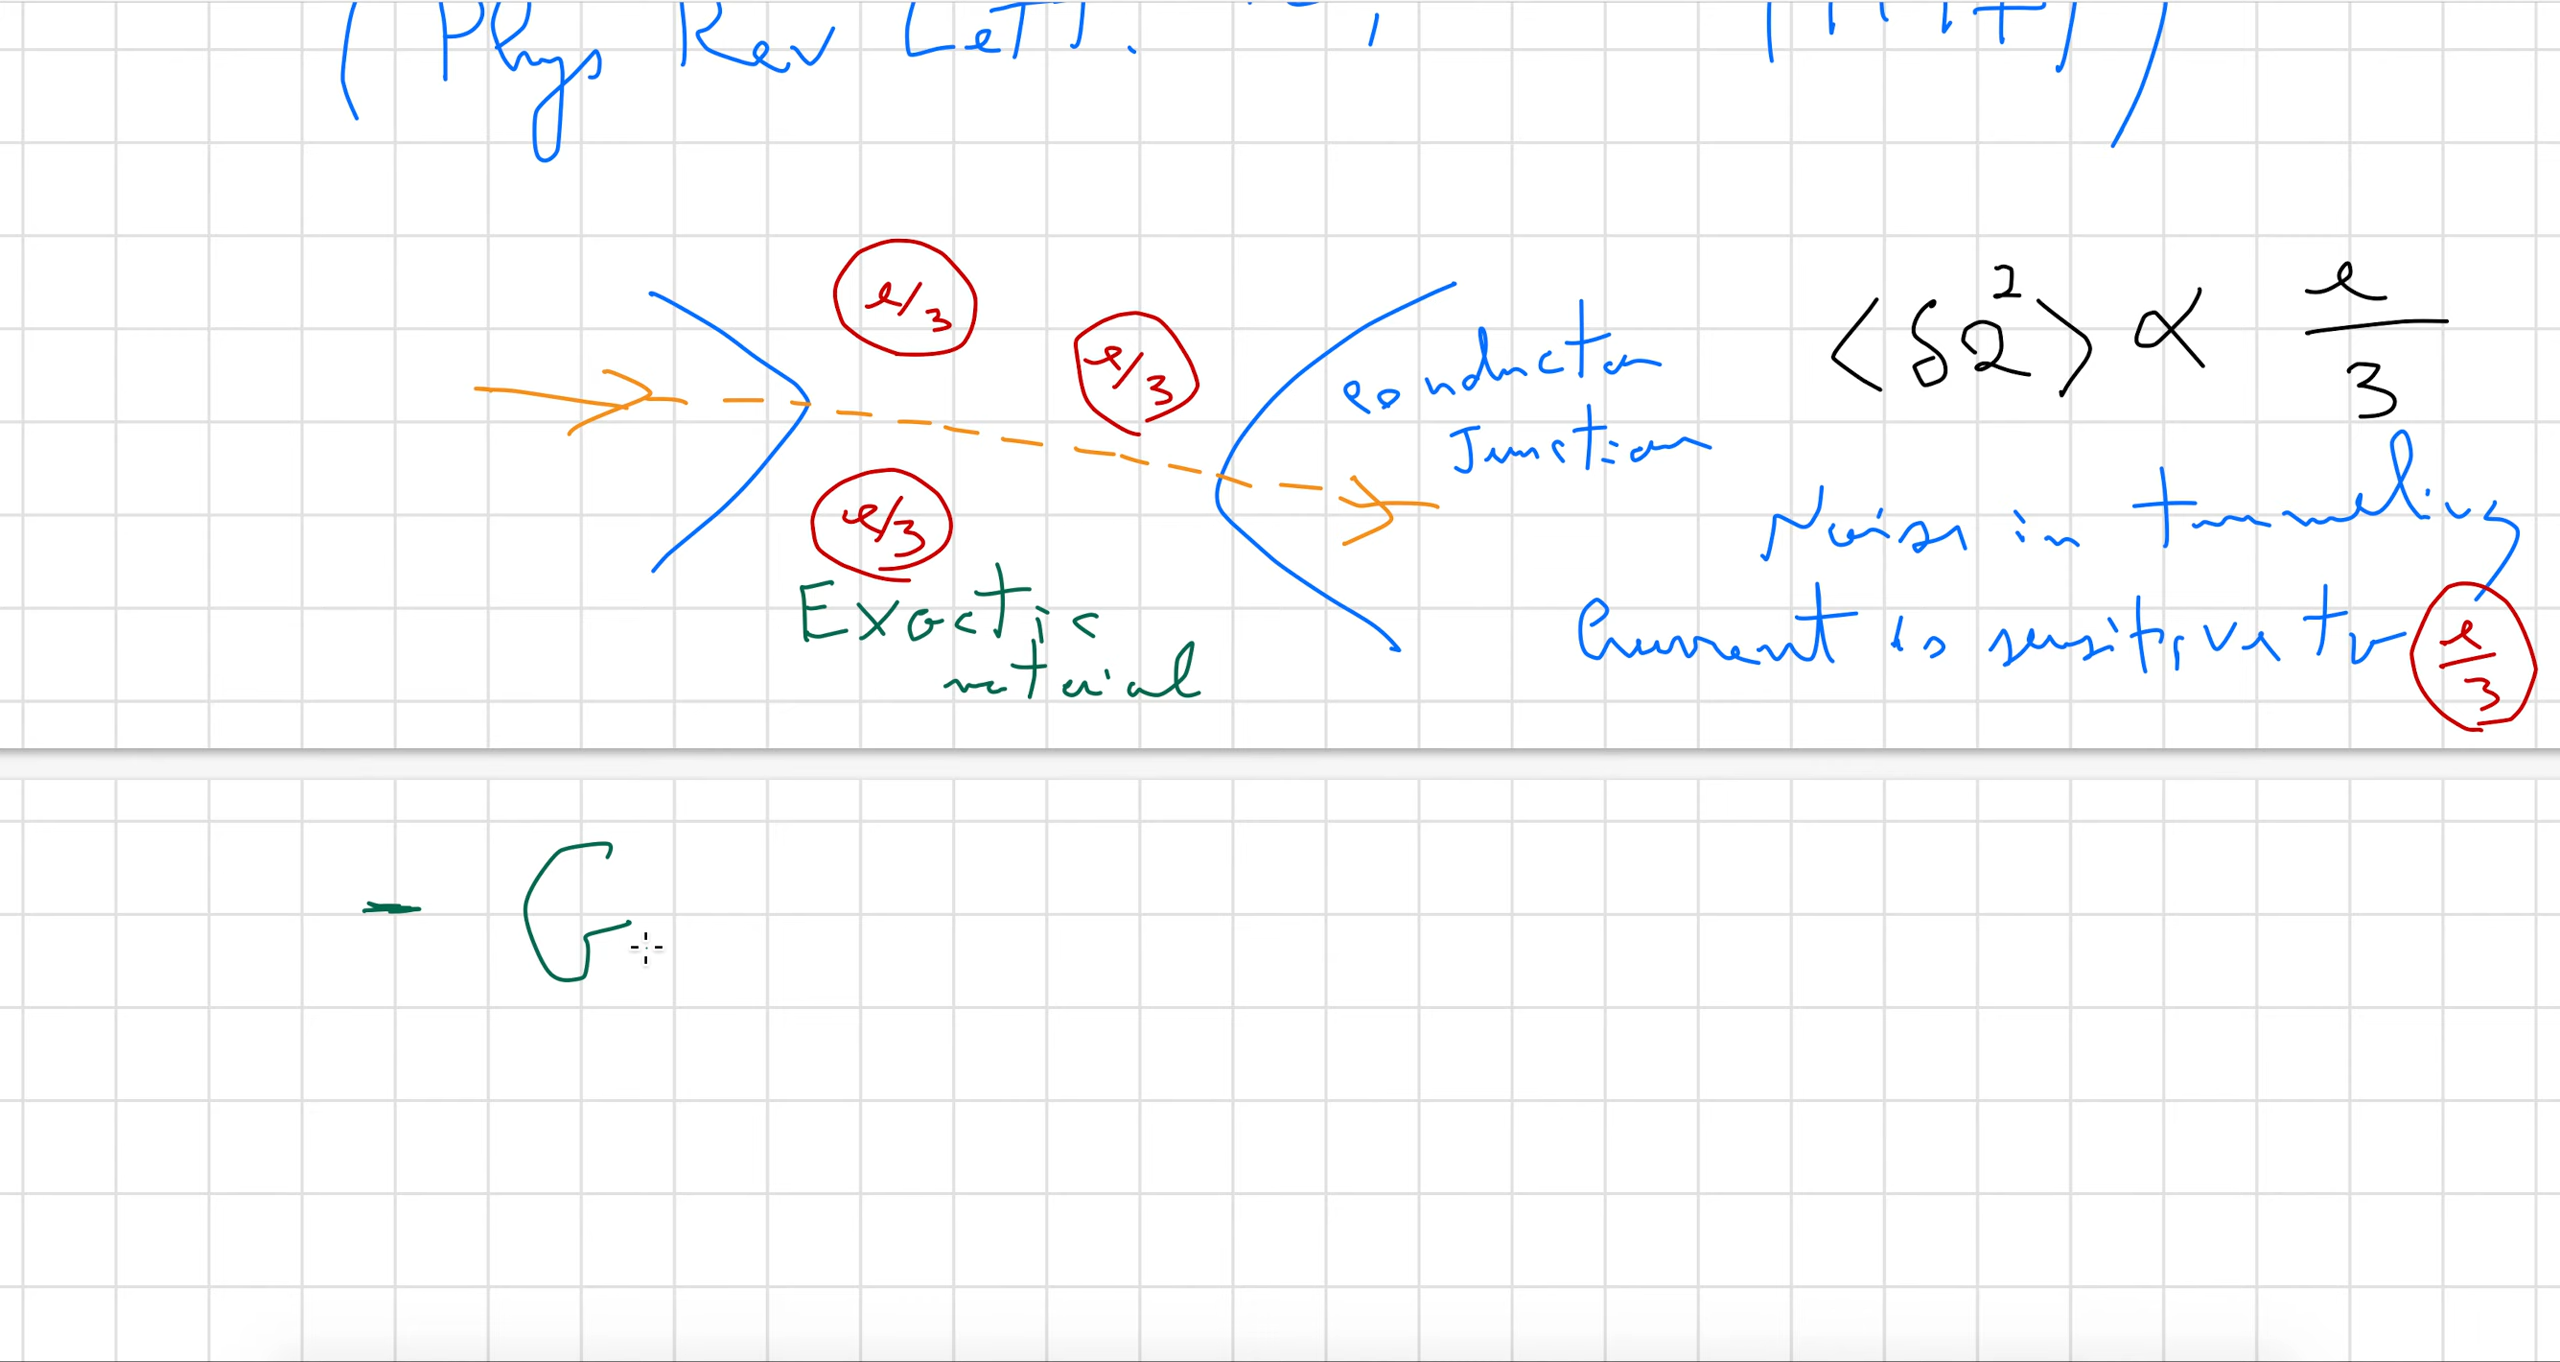 ( Phys Rev Lett. , )
e/3
e/3
e/3
Exoctic
material
conductor
Junction
⟨δQ²⟩ ∝ e/3
Noise in tunneling
Current is sensitive to e/3
- G